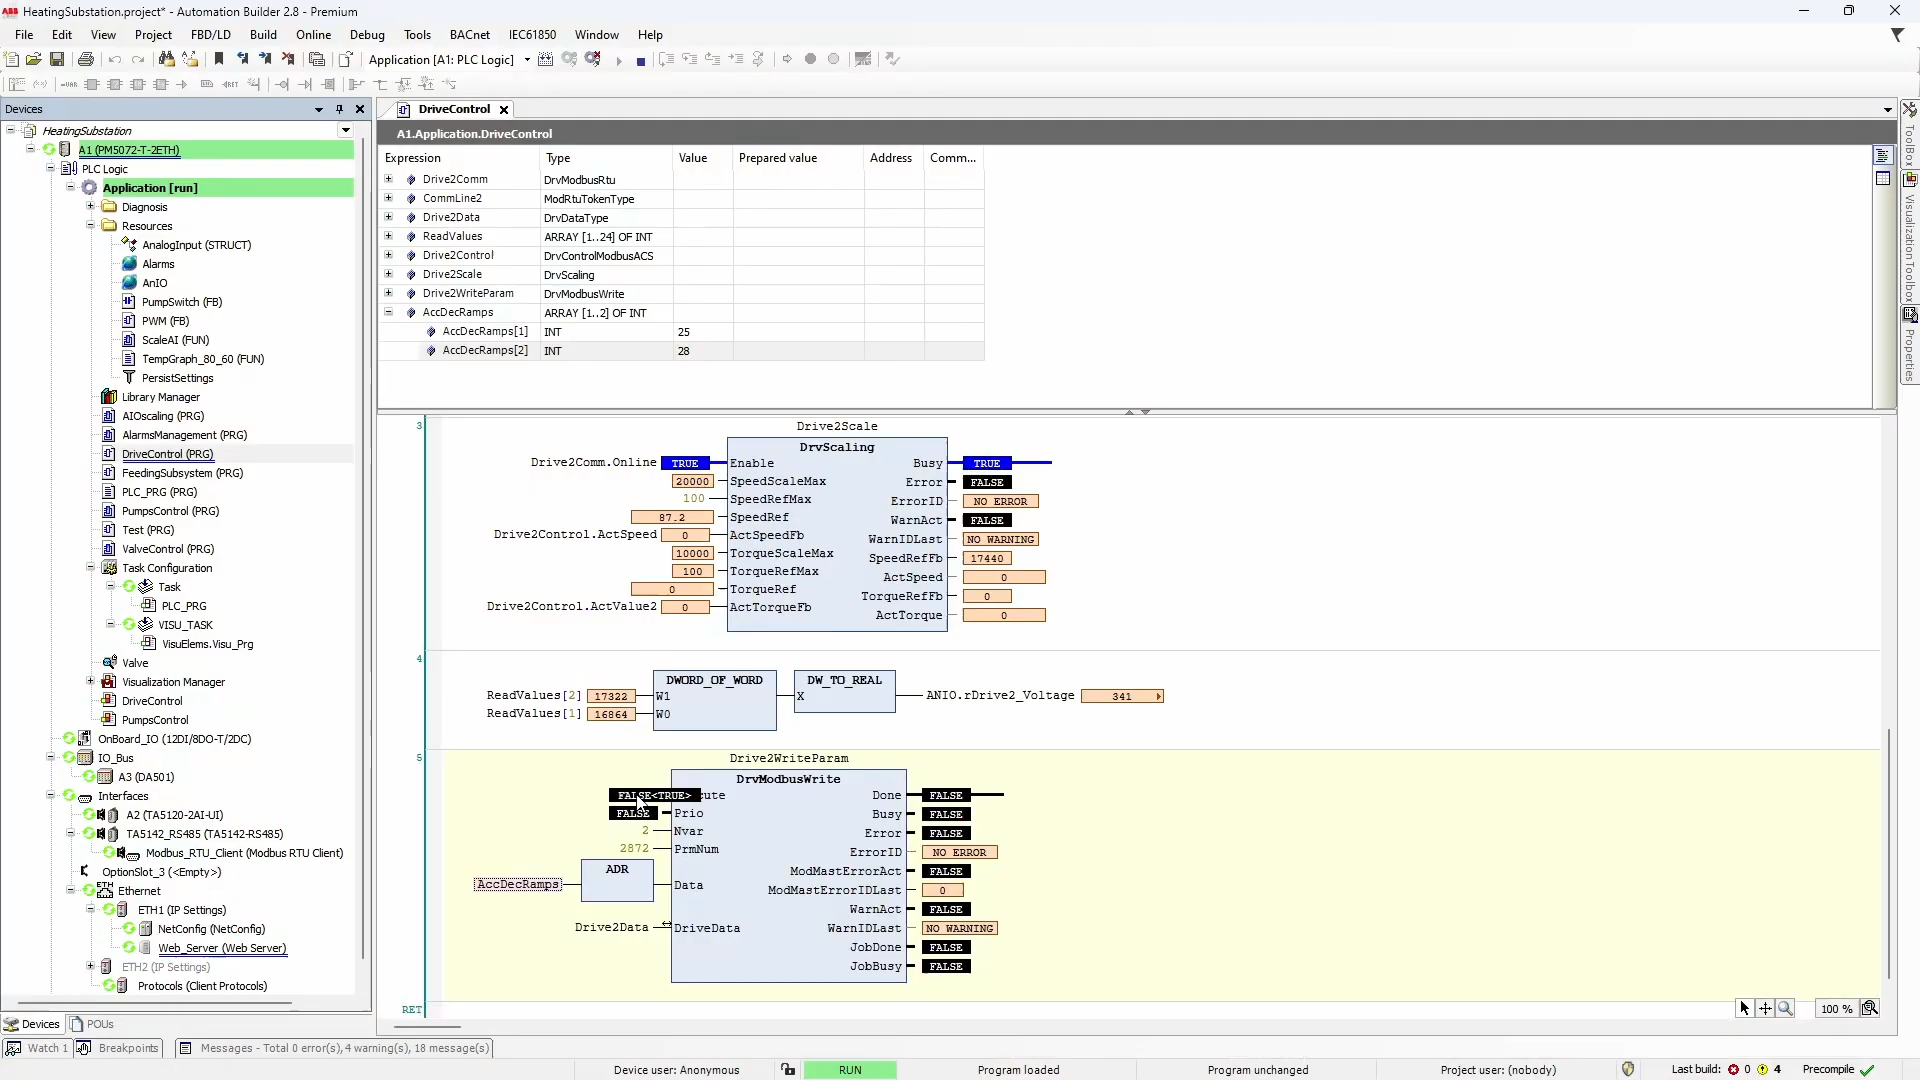 ABB HeatingSubstation.project* - Automation Builder 2.8 - Premium
File Edit View Project FBD/LD Build Online Debug Tools BACnet IEC61850 Window Help
Application [A1: PLC Logic]
Devices
HeatingSubstation
A1 (PM5072-T-2ETH)
PLC Logic
Application [run]
Diagnosis
Resources
AnalogInput (STRUCT)
Alarms
AnIO
PumpSwitch (FB)
PWM (FB)
ScaleAI (FUN)
TempGraph_80_60 (FUN)
PersistSettings
Library Manager
AIOscaling (PRG)
AlarmsManagement (PRG)
DriveControl (PRG)
FeedingSubsystem (PRG)
PLC_PRG (PRG)
PumpsControl (PRG)
Test (PRG)
ValveControl (PRG)
Task Configuration
Task
PLC_PRG
VISU_TASK
VisuElems.Visu_Prg
Valve
Visualization Manager
DriveControl
PumpsControl
OnBoard_IO (12DI/8DO-T/2DC)
IO_Bus
A3 (DA501)
Interfaces
A2 (TA5120-2AI-UI)
TA5142_RS485 (TA5142-RS485)
Modbus_RTU_Client (Modbus RTU Client)
OptionSlot_3 (<Empty>)
Ethernet
ETH1 (IP Settings)
NetConfig (NetConfig)
Web_Server (Web Server)
ETH2 (IP Settings)
Protocols (Client Protocols)
Devices POUs
DriveControl
A1.Application.DriveControl
Expression Type Value Prepared value Address Comm...
Drive2Comm DrvModbusRtu
CommLine2 ModRtuTokenType
Drive2Data DrvDataType
ReadValues ARRAY [1..24] OF INT
Drive2Control DrvControlModbusACS
Drive2Scale DrvScaling
Drive2WriteParam DrvModbusWrite
AccDecRamps ARRAY [1..2] OF INT
AccDecRamps[1] INT 25
AccDecRamps[2] INT 28
3
Drive2Scale
DrvScaling
Drive2Comm.Online TRUE Enable Busy TRUE
20000 SpeedScaleMax Error FALSE
100 SpeedRefMax ErrorID NO ERROR
87.2 SpeedRef WarnAct FALSE
Drive2Control.ActSpeed 0 ActSpeedFb WarnIDLast NO WARNING
10000 TorqueScaleMax SpeedRefFb 17440
100 TorqueRefMax ActSpeed 0
0 TorqueRef TorqueRefFb 0
Drive2Control.ActValue2 0 ActTorqueFb ActTorque 0
4
DWORD_OF_WORD DW_TO_REAL
ReadValues[2] 17322 W1 X ANIO.rDrive2_Voltage 341
ReadValues[1] 16864 W0
5
Drive2WriteParam
DrvModbusWrite
FALSE<TRUE> ute Done FALSE
FALSE Prio Busy FALSE
2 Nvar Error FALSE
2872 PrmNum ErrorID NO ERROR
ADR ModMastErrorAct FALSE
AccDecRamps Data ModMastErrorIDLast 0
WarnAct FALSE
Drive2Data DriveData WarnIDLast NO WARNING
JobDone FALSE
JobBusy FALSE
RET
100 %
ToolBox
Visualization Toolbox
Properties
Watch 1 Breakpoints Messages - Total 0 error(s), 4 warning(s), 18 message(s)
Device user: Anonymous RUN Program loaded Program unchanged Project user: (nobody) Last build: 0 4 Precompile